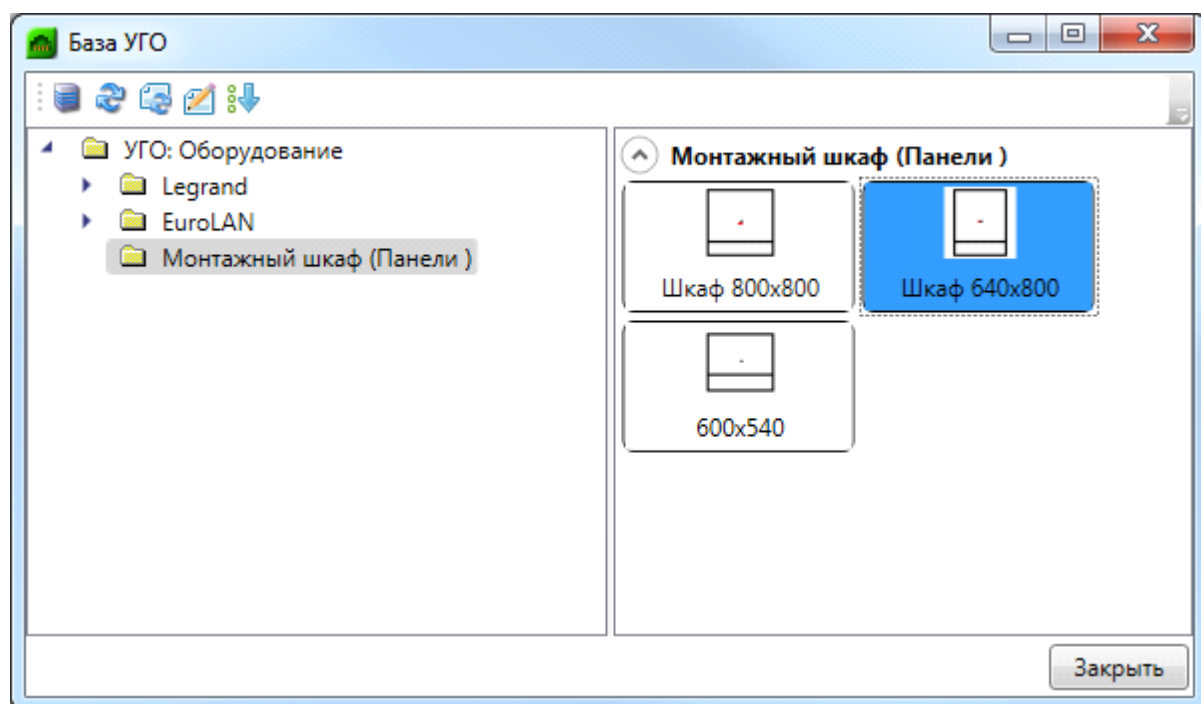 База УГО
УГО: Оборудование
Legrand
EuroLAN
Монтажный шкаф (Панели )
Монтажный шкаф (Панели )
Шкаф 800x800
Шкаф 640x800
600x540
Закрыть